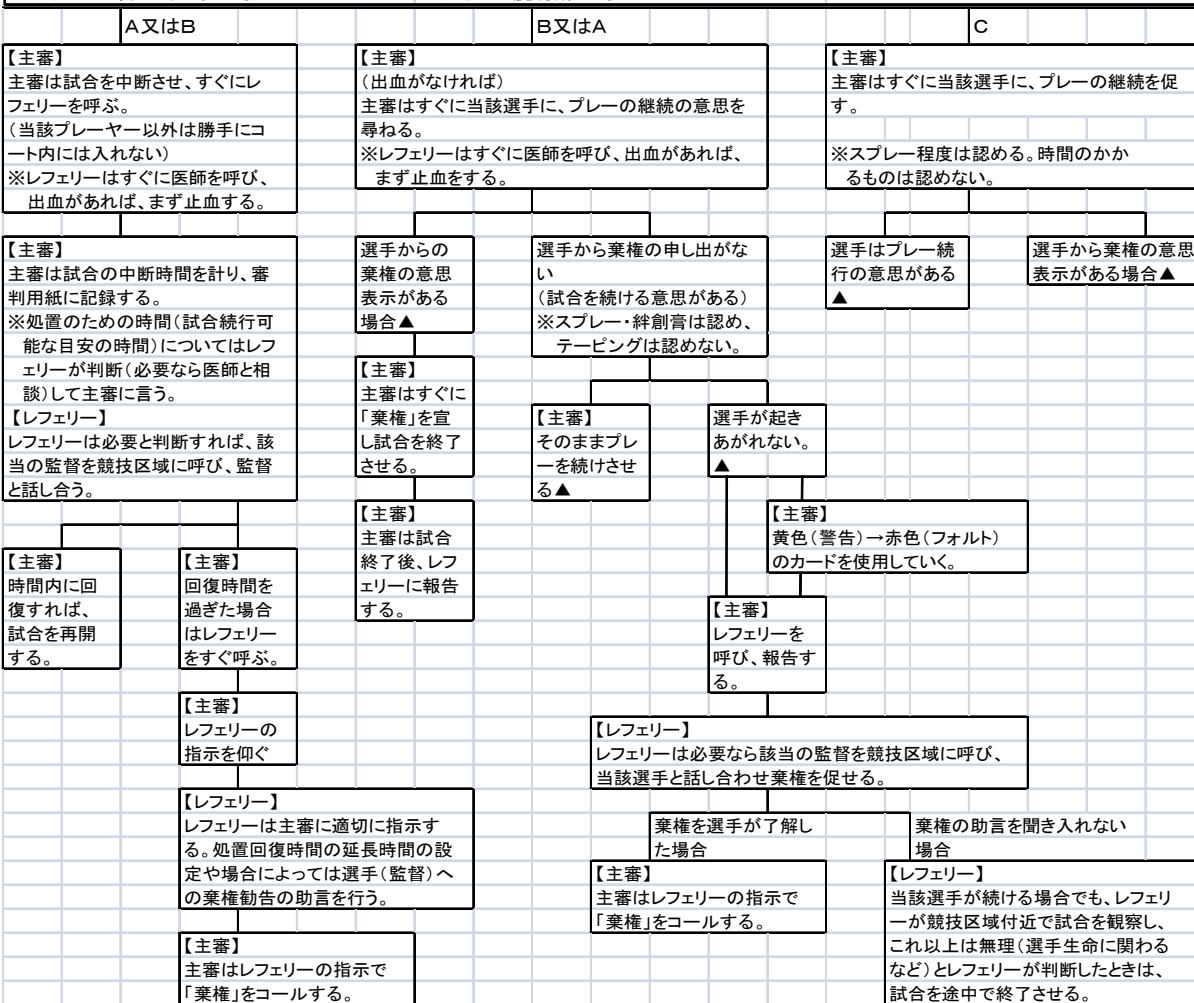 A又はB
B又はA
C
【主審】
主審は試合を中断させ、すぐにレ
フェリーを呼ぶ。
(当該プレーヤー以外は勝手にコ
ート内には入れない)
※レフェリーはすぐに医師を呼び、
出血があれば、まず止血する。
【主審】
(出血がなければ)
主審はすぐに当該選手に、プレーの継続の意思を
尋ねる。
※レフェリーはすぐに医師を呼び、出血があれば、
まず止血をする。
【主審】
主審はすぐに当該選手に、プレーの継続を促
す。
※スプレー程度は認める。時間のかか
るものは認めない。
【主審】
主審は試合の中断時間を計り、審
判用紙に記録する。
※処置のための時間(試合続行可
能な目安の時間)についてはレフ
ェリーが判断(必要なら医師と相
談)して主審に言う。
【レフェリー】
レフェリーは必要と判断すれば、該
当の監督を競技区域に呼び、監督
と話し合う。
選手からの
棄権の意思
表示がある
場合▲
選手から棄権の申し出がな
い
(試合を続ける意思がある)
※スプレー・絆創膏は認め、
テーピングは認めない。
選手はプレー続
行の意思がある
▲
選手から棄権の意思
表示がある場合▲
【主審】
主審はすぐに
「棄権」を宣
し試合を終了
させる。
【主審】
そのままプレ
ーを続けさせ
る▲
選手が起き
あがれない。
▲
【主審】
主審は試合
終了後、レフ
ェリーに報告
する。
【主審】
黄色(警告)→赤色(フォルト)
のカードを使用していく。
【主審】
時間内に回
復すれば、
試合を再開
する。
【主審】
回復時間を
過ぎた場合
はレフェリー
をすぐ呼ぶ。
【主審】
レフェリーを
呼び、報告す
る。
【主審】
レフェリーの
指示を仰ぐ
【レフェリー】
レフェリーは必要なら該当の監督を競技区域に呼び、
当該選手と話し合わせ棄権を促せる。
【レフェリー】
レフェリーは主審に適切に指示す
る。処置回復時間の延長時間の設
定や場合によっては選手(監督)へ
の棄権勧告の助言を行う。
棄権を選手が了解し
た場合
棄権の助言を聞き入れない
場合
【主審】
主審はレフェリーの指示で
「棄権」をコールする。
【レフェリー】
当該選手が続ける場合でも、レフェリ
ーが競技区域付近で試合を観察し、
これ以上は無理(選手生命に関わる
など)とレフェリーが判断したときは、
試合を途中で終了させる。
【主審】
主審はレフェリーの指示で
「棄権」をコールする。